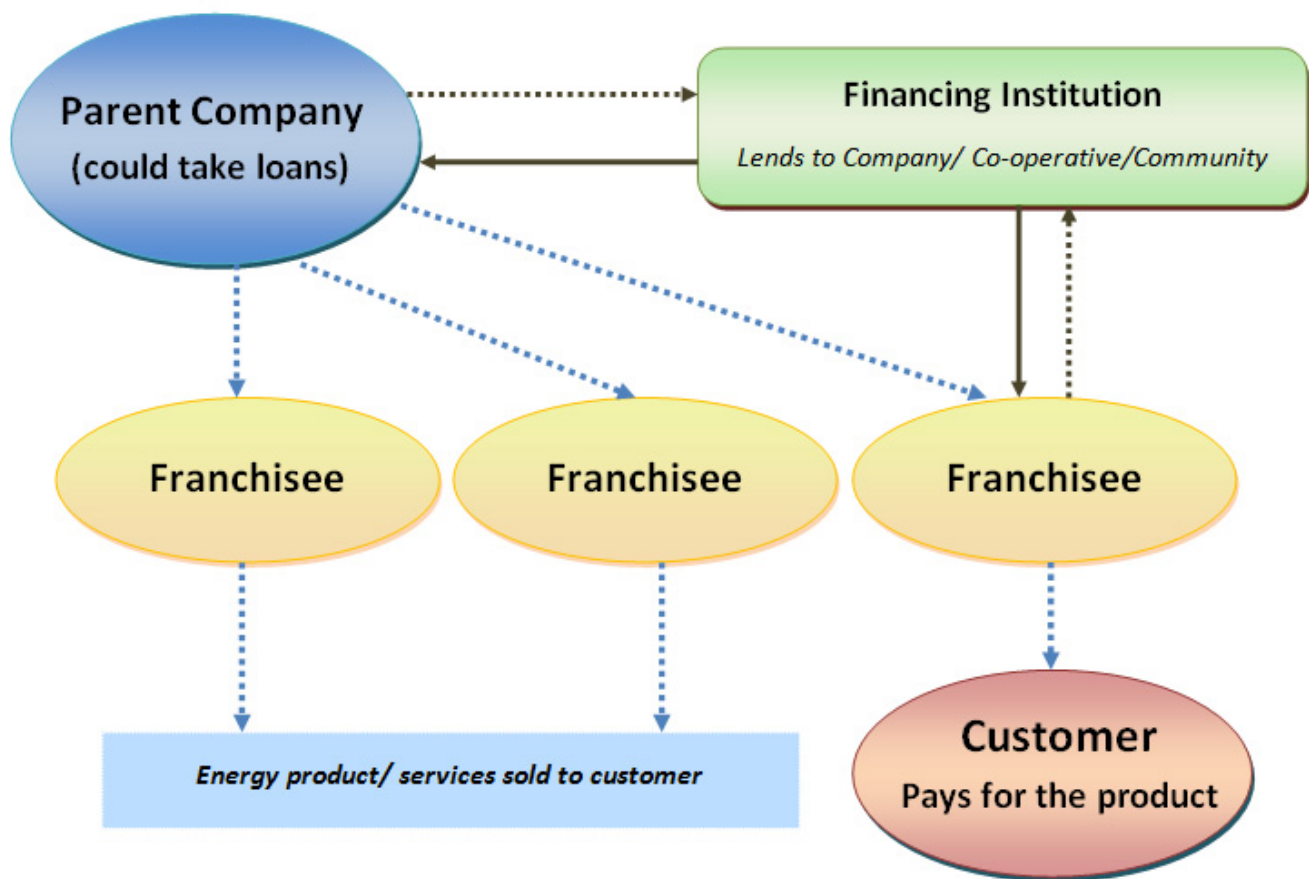 Parent Company
(could take loans)
Financing Institution
Lends to Company/ Co-operative/Community
Franchisee
Franchisee
Franchisee
Energy product/ services sold to customer
Customer
Pays for the product